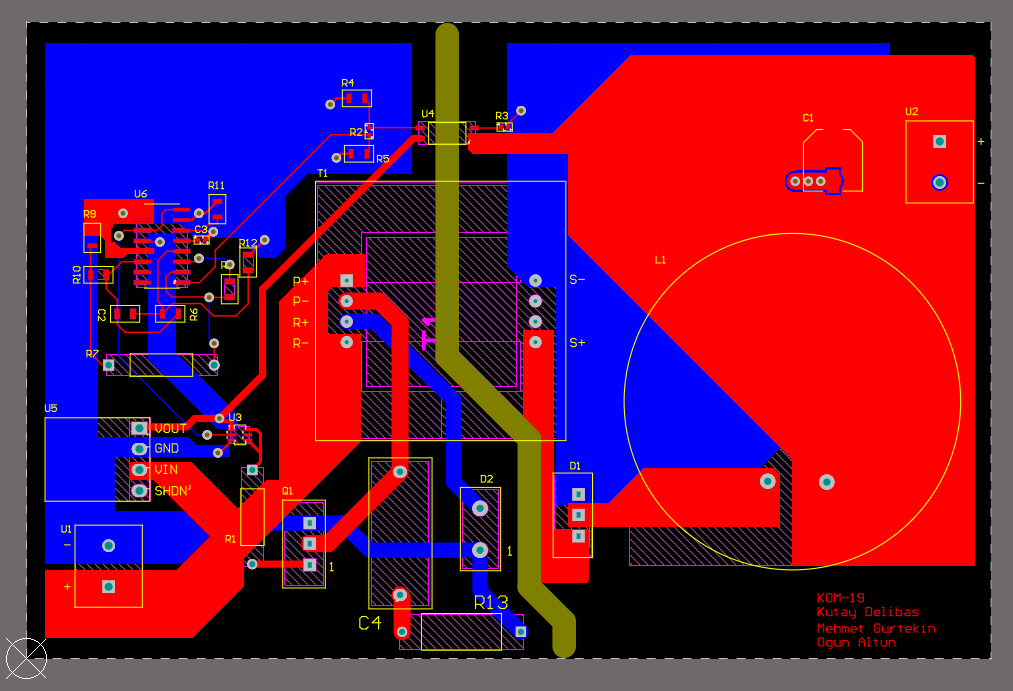 R4
U4
R3
C1
U2
R2
+
R5
T1
-
U6
R11
R9
C3
R12
L1
R10
P+
S-
P-
T1
C2
R6
R+
R-
S+
R7
U5
U3
VOUT
GND
VIN
D1
SHDN'
Q1
D2
U1
R1
-
1
1
+
R13
C4
KOM-19
Kutay Delibas
Mehmet Gurtekin
Ogun Altun